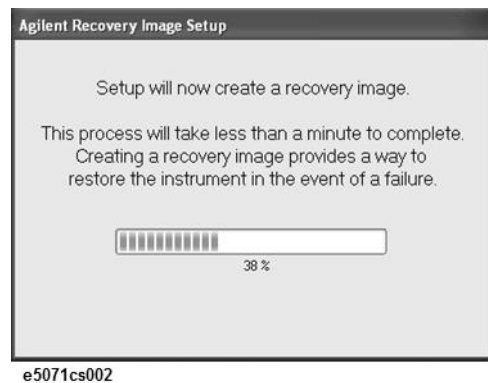 Agilent Recovery Image Setup
Setup will now create a recovery image.
This process will take less than a minute to complete.
Creating a recovery image provides a way to
restore the instrument in the event of a failure.
38 %
e5071cs002